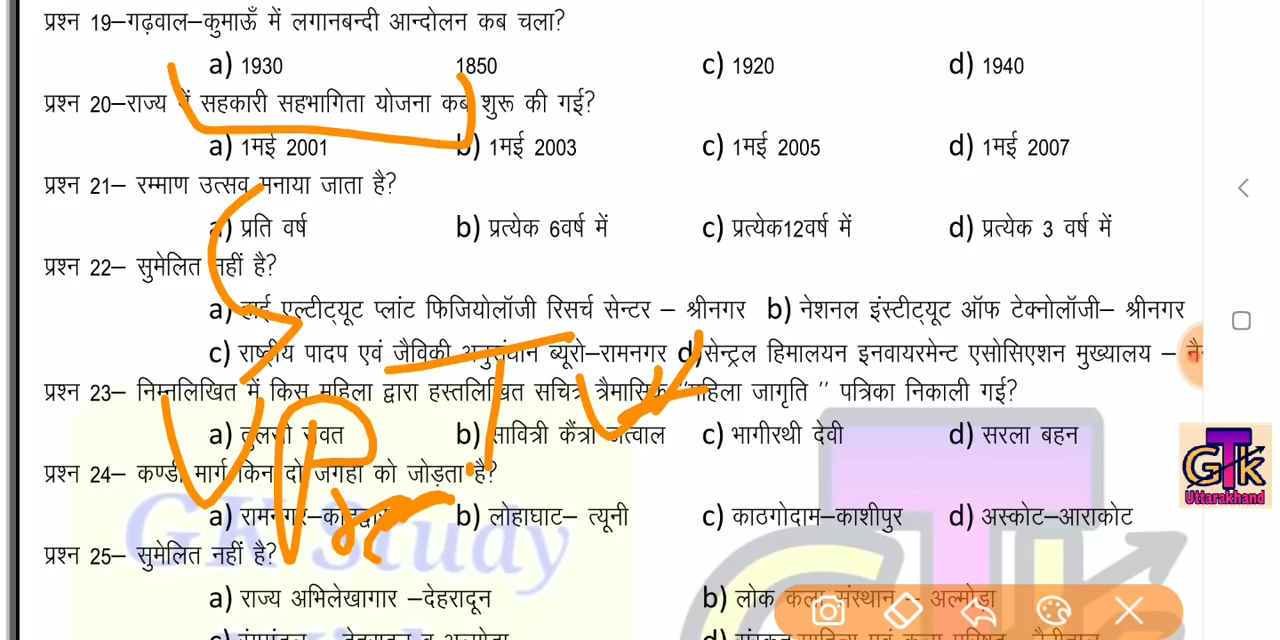 प्रश्न 19–गढ़वाल–कुमाऊँ में लगानबन्दी आन्दोलन कब चला?
a) 1930 1850 c) 1920 d) 1940
प्रश्न 20–राज्य में सहकारी सहभागिता योजना कब शुरू की गई?
a) 1मई 2001 b) 1मई 2003 c) 1मई 2005 d) 1मई 2007
प्रश्न 21– रम्माण उत्सव मनाया जाता है?
a) प्रति वर्ष b) प्रत्येक 6वर्ष में c) प्रत्येक12वर्ष में d) प्रत्येक 3 वर्ष में
प्रश्न 22– सुमेलित नहीं है?
a) हाई एल्टीट्यूट प्लांट फिजियोलॉजी रिसर्च सेन्टर – श्रीनगर b) नेशनल इंस्टीट्यूट ऑफ टेक्नोलॉजी– श्रीनगर
c) राष्ट्रीय पादप एवं जैविकी अनुसंधान ब्यूरो–रामनगर d) सेन्ट्रल हिमालयन इनवायरमेन्ट एसोसिएशन मुख्यालय –
प्रश्न 23– निम्नलिखित में किस महिला द्वारा हस्तलिखित सचित्र त्रैमासिक "महिला जागृति" पत्रिका निकाली गई?
a) तुलसी रावत b) सावित्री कैंत्रा जत्वाल c) भागीरथी देवी d) सरला बहन
प्रश्न 24– कण्डी मार्ग किन दो जगहों को जोड़ता है?
a) रामनगर–कोटद्वार b) लोहाघाट– त्यूनी c) काठगोदाम–काशीपुर d) अस्कोट–आराकोट
प्रश्न 25– सुमेलित नहीं है?
a) राज्य अभिलेखागार –देहरादून b) लोक कला संस्थान – अल्मोड़ा
GK Study
GTK
Uttarakhand